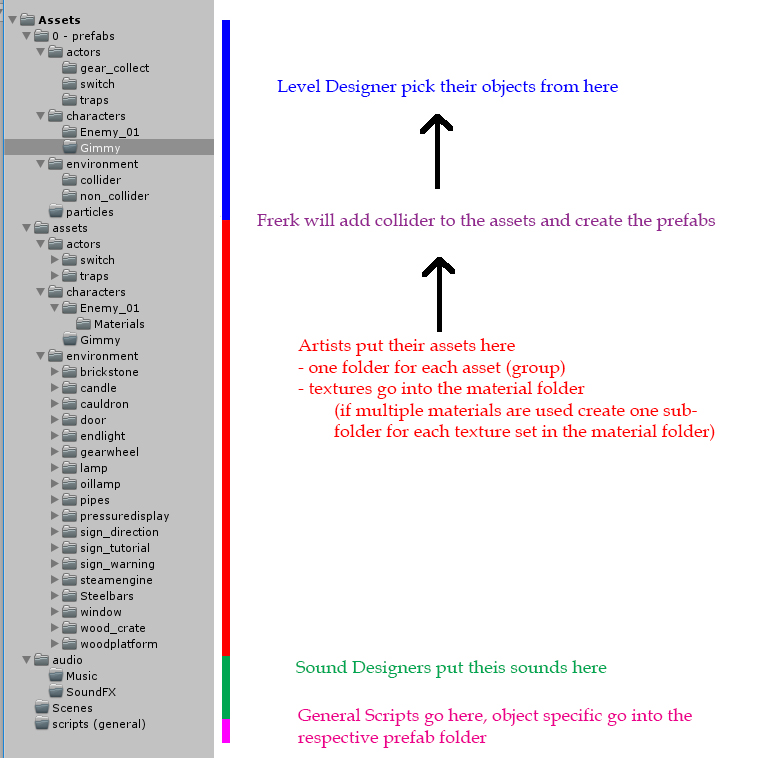 Assets
0 - prefabs
actors
gear_collect
switch
traps
characters
Enemy_01
Gimmy
environment
collider
non_collider
particles
assets
actors
switch
traps
characters
Enemy_01
Materials
Gimmy
environment
brickstone
candle
cauldron
door
endlight
gearwheel
lamp
oillamp
pipes
pressuredisplay
sign_direction
sign_tutorial
sign_warning
steamengine
Steelbars
window
wood_crate
woodplatform
audio
Music
SoundFX
Scenes
scripts (general)
Level Designer pick their objects from here
Frerk will add collider to the assets and create the prefabs
Artists put their assets here
- one folder for each asset (group)
- textures go into the material folder
(if multiple materials are used create one sub-
folder for each texture set in the material folder)
Sound Designers put theis sounds here
General Scripts go here, object specific go into the
respective prefab folder